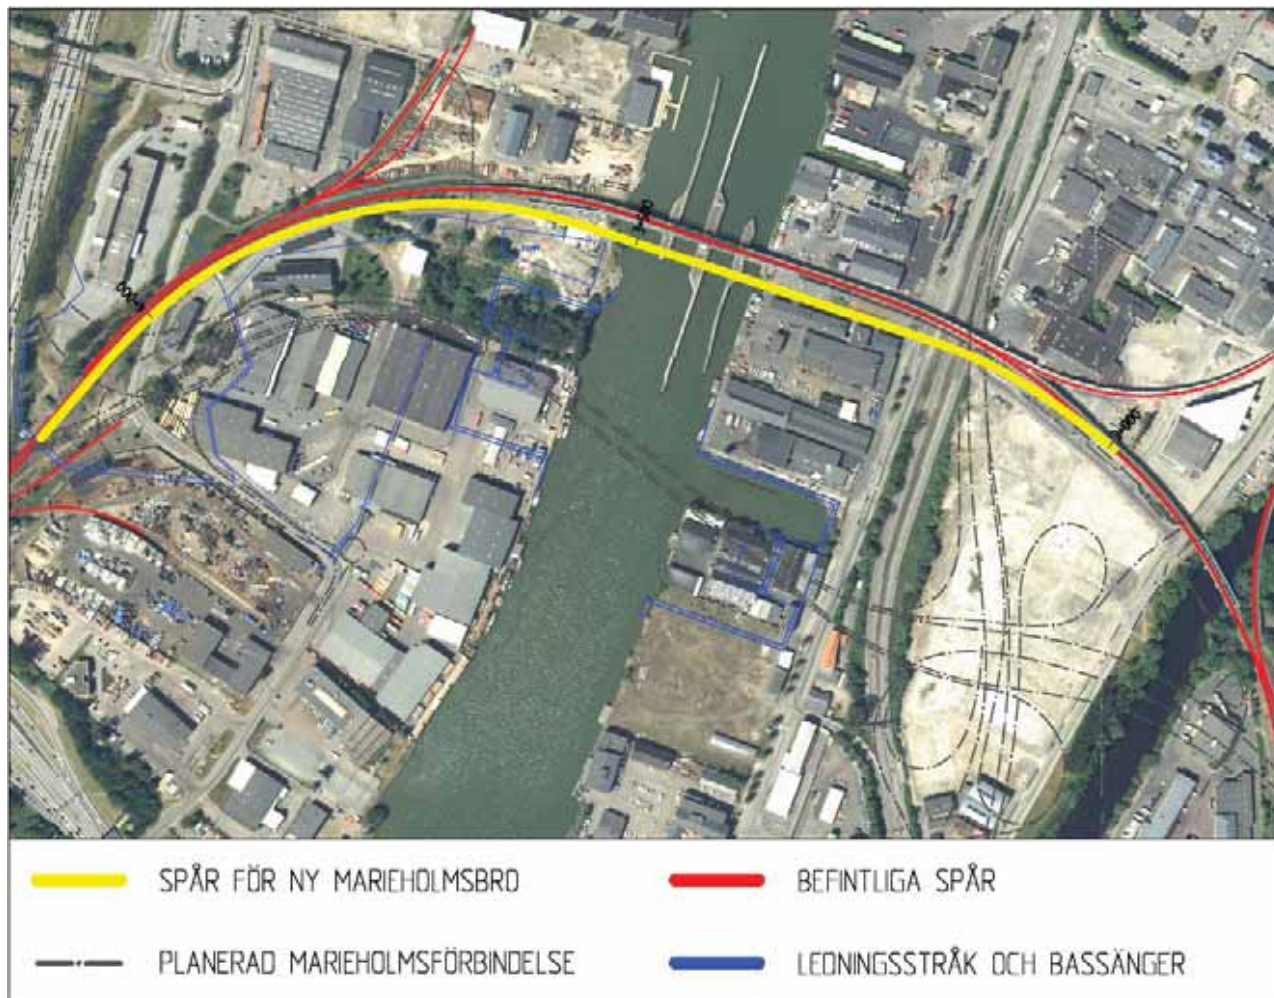 SPÅR FÖR NY MARIEHOLMSBRO
BEFINTLIGA SPÅR
PLANERAD MARIEHOLMSFÖRBINDELSE
LEDNINGSSTRÅK OCH BASSÄNGER